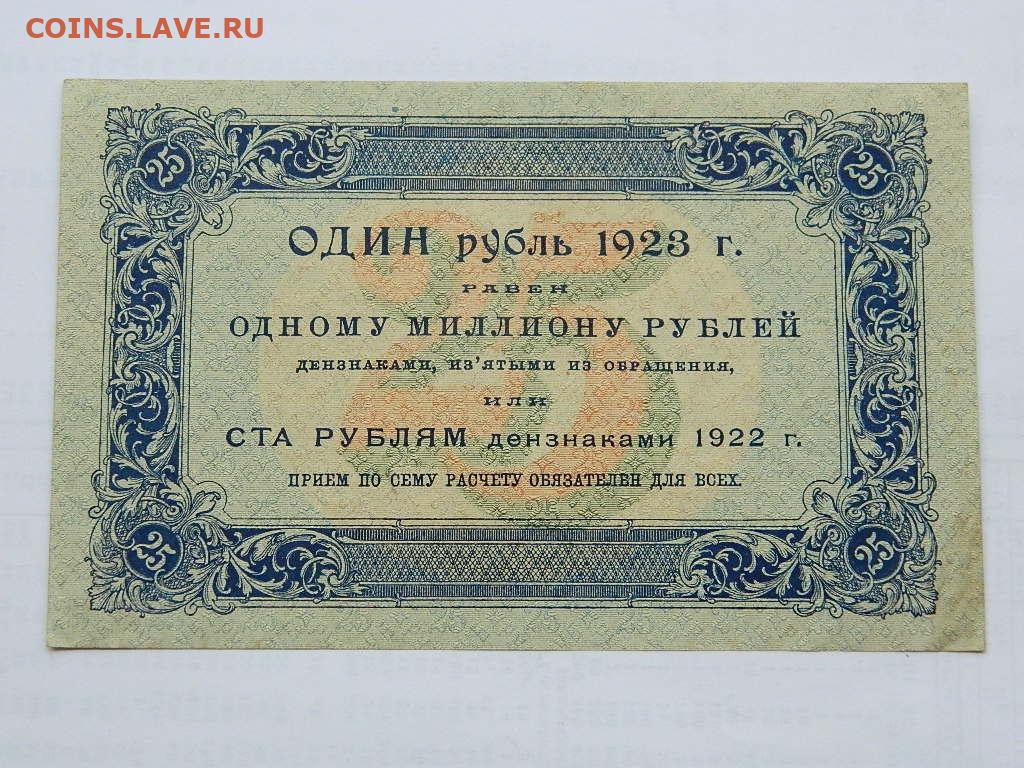 COINS.LAVE.RU
25 25
ОДИН рубль 1923 г.
РАВЕН
ОДНОМУ МИЛЛИОНУ РУБЛЕЙ
ДЕНЗНАКАМИ, ИЗ'ЯТЫМИ ИЗ ОБРАЩЕНИЯ,
ИЛИ
СТА РУБЛЯМ дензнаками 1922 г.
ПРИЕМ ПО СЕМУ РАСЧЕТУ ОБЯЗАТЕЛЕН ДЛЯ ВСЕХ.
25
25 25